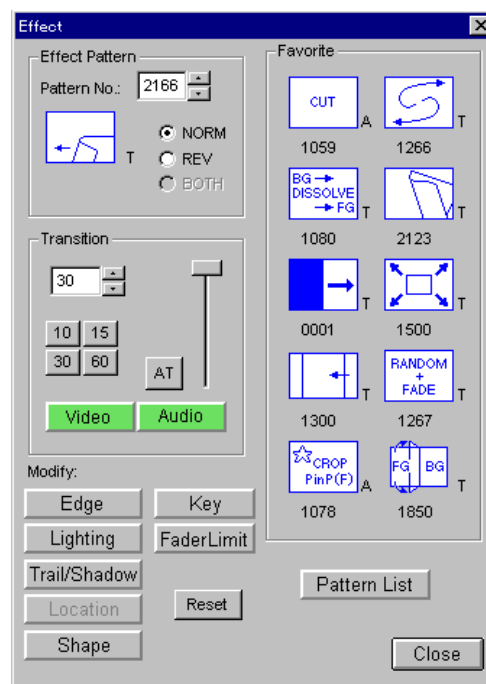 Effect
Effect Pattern
Pattern No.: 2166
T
NORM
REV
BOTH
Transition
30
10 15
30 60
AT
Video Audio
Modify:
Edge Key
Lighting FaderLimit
Trail/Shadow
Location Reset
Shape
Favorite
CUT A T
1059 1266
BG
DISSOLVE
FG T T
1080 2123
T T
0001 1500
RANDOM
+
FADE
T T
1300 1267
CROP
PinP(F) A FG BG T
1078 1850
Pattern List
Close